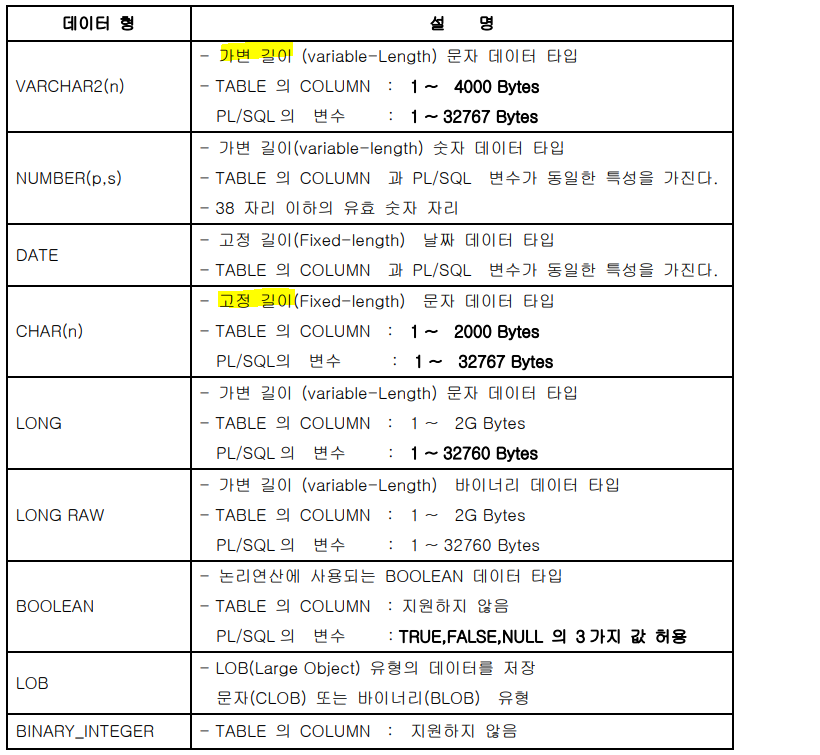 데이터 형 설 명
VARCHAR2(n)
- 가변 길이 (variable-Length) 문자 데이터 타입
- TABLE 의 COLUMN : 1 ~ 4000 Bytes
PL/SQL 의 변수 : 1 ~ 32767 Bytes
NUMBER(p,s)
- 가변 길이(variable-length) 숫자 데이터 타입
- TABLE 의 COLUMN 과 PL/SQL 변수가 동일한 특성을 가진다.
- 38 자리 이하의 유효 숫자 자리
DATE
- 고정 길이(Fixed-length) 날짜 데이터 타입
- TABLE 의 COLUMN 과 PL/SQL 변수가 동일한 특성을 가진다.
CHAR(n)
- 고정 길이(Fixed-length) 문자 데이터 타입
- TABLE 의 COLUMN : 1 ~ 2000 Bytes
PL/SQL의 변수 : 1 ~ 32767 Bytes
LONG
- 가변 길이 (variable-Length) 문자 데이터 타입
- TABLE 의 COLUMN : 1 ~ 2G Bytes
PL/SQL 의 변수 : 1 ~ 32760 Bytes
LONG RAW
- 가변 길이 (variable-Length) 바이너리 데이터 타입
- TABLE 의 COLUMN : 1 ~ 2G Bytes
PL/SQL 의 변수 : 1 ~ 32760 Bytes
BOOLEAN
- 논리연산에 사용되는 BOOLEAN 데이터 타입
- TABLE 의 COLUMN : 지원하지 않음
PL/SQL 의 변수 : TRUE,FALSE,NULL 의 3 가지 값 허용
LOB
- LOB(Large Object) 유형의 데이터를 저장
문자(CLOB) 또는 바이너리(BLOB) 유형
BINARY_INTEGER
- TABLE 의 COLUMN : 지원하지 않음